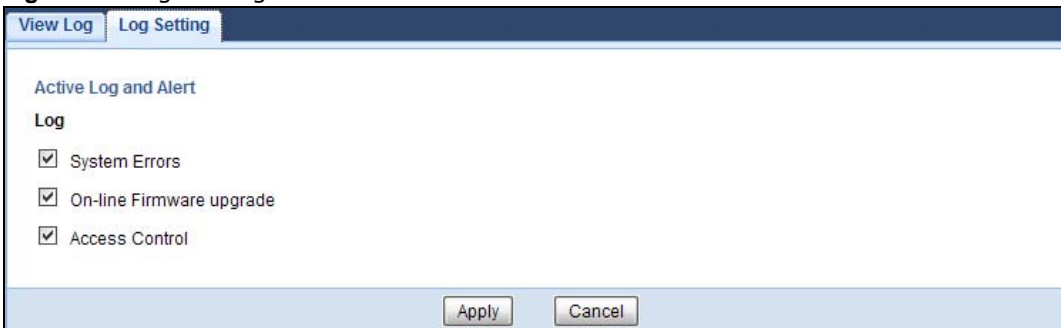 View Log Log Setting
Active Log and Alert
Log
System Errors
On-line Firmware upgrade
Access Control
Apply Cancel